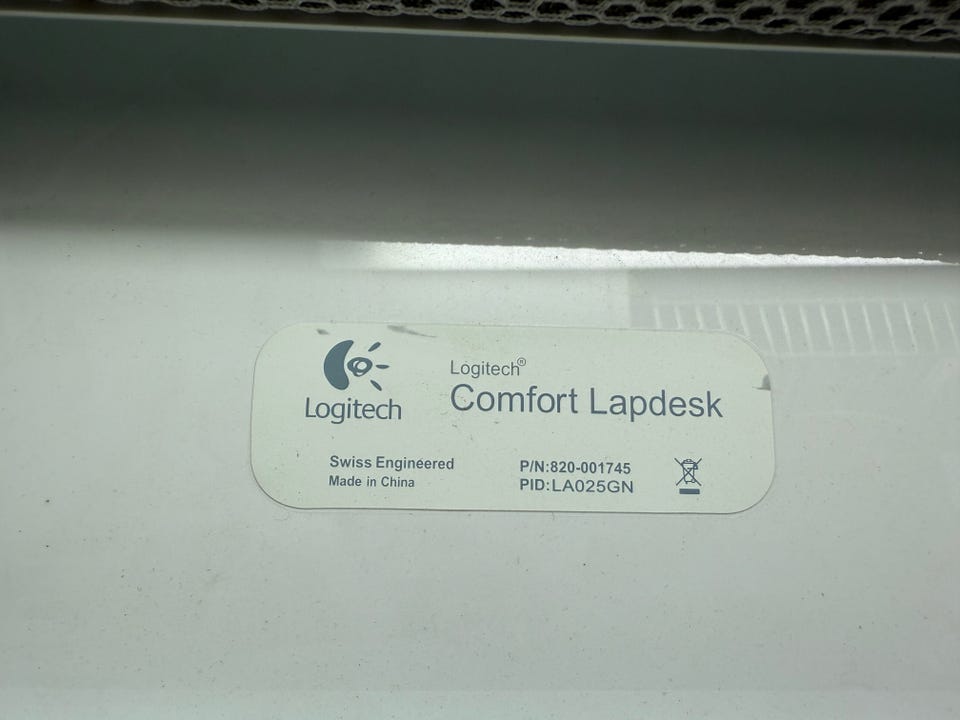 Logitech
Logitech®
Comfort Lapdesk
Swiss Engineered
Made in China
P/N:820-001745
PID:LA025GN